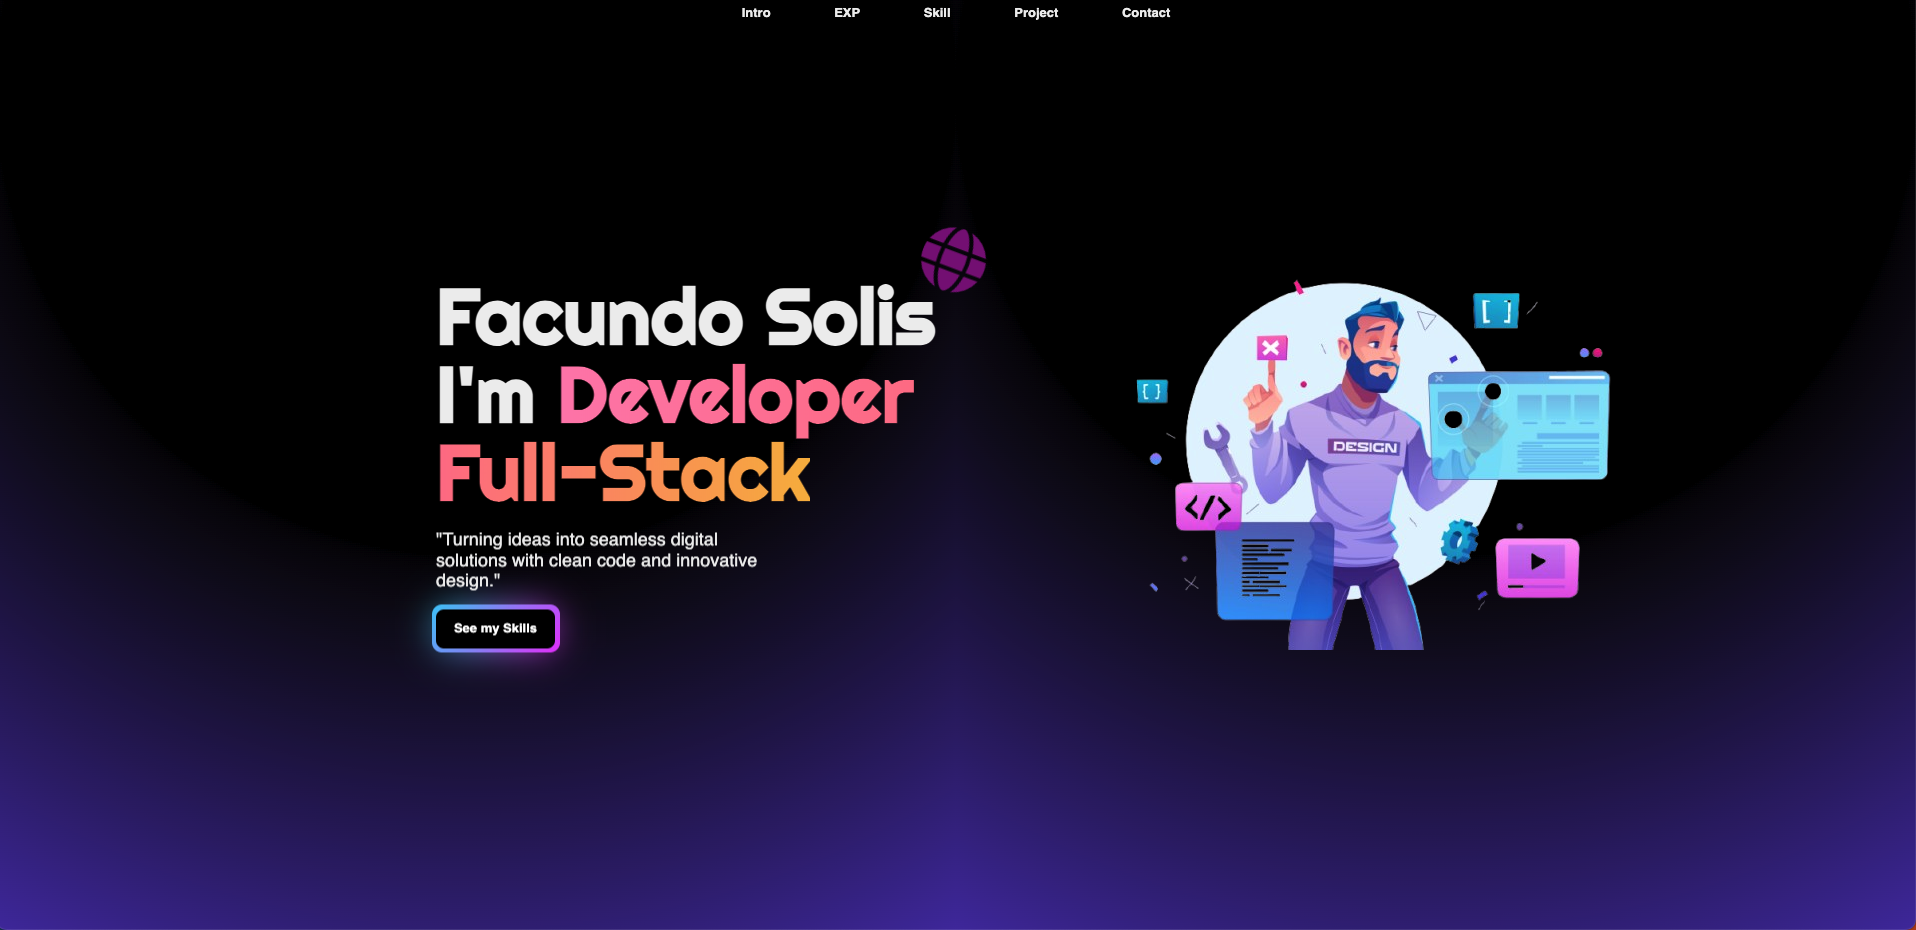 Intro EXP Skill Project Contact
Facundo Solis
I'm Developer
Full-Stack
"Turning ideas into seamless digital
solutions with clean code and innovative
design."
See my Skills
[ ]
{ }
DESIGN
</>